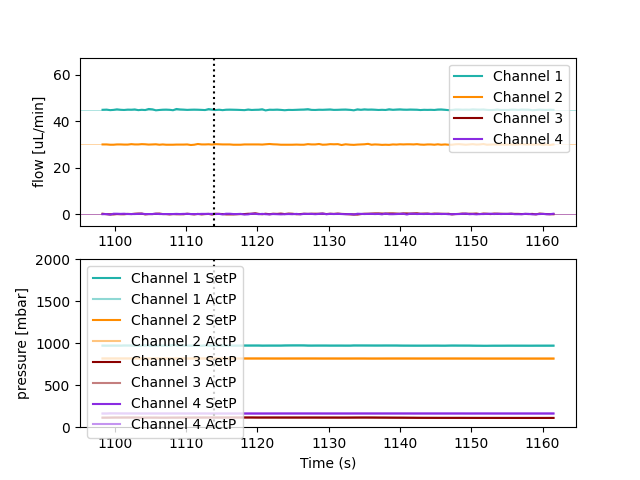 60
40
20
0
flow [uL/min]
Channel 1
Channel 2
Channel 3
Channel 4
1100 1110 1120 1130 1140 1150 1160
2000
1500
1000
500
0
pressure [mbar]
Channel 1 SetP
Channel 1 ActP
Channel 2 SetP
Channel 2 ActP
Channel 3 SetP
Channel 3 ActP
Channel 4 SetP
Channel 4 ActP
1100 1110 1120 1130 1140 1150 1160
Time (s)